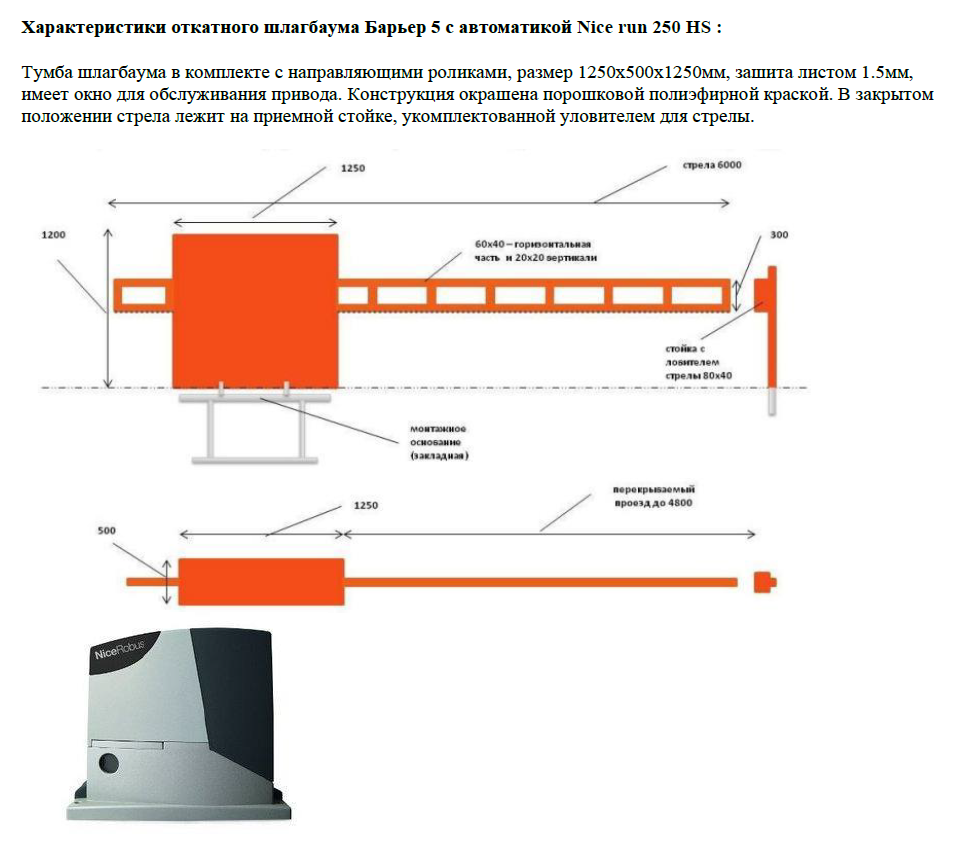 Характеристики откатного шлагбаума Барьер 5 с автоматикой Nice run 250 HS :
Тумба шлагбаума в комплекте с направляющими роликами, размер 1250х500х1250мм, зашита листом 1.5мм,
имеет окно для обслуживания привода. Конструкция окрашена порошковой полиэфирной краской. В закрытом
положении стрела лежит на приемной стойке, укомплектованной уловителем для стрелы.
1250
стрела 6000
1200
60х40 – горизонтальная
часть и 20х20 вертикали
300
стойка с
ловителем
стрелы 80х40
монтажное
основание
(закладная)
перекрываемый
проезд до 4800
1250
500
NiceRobus